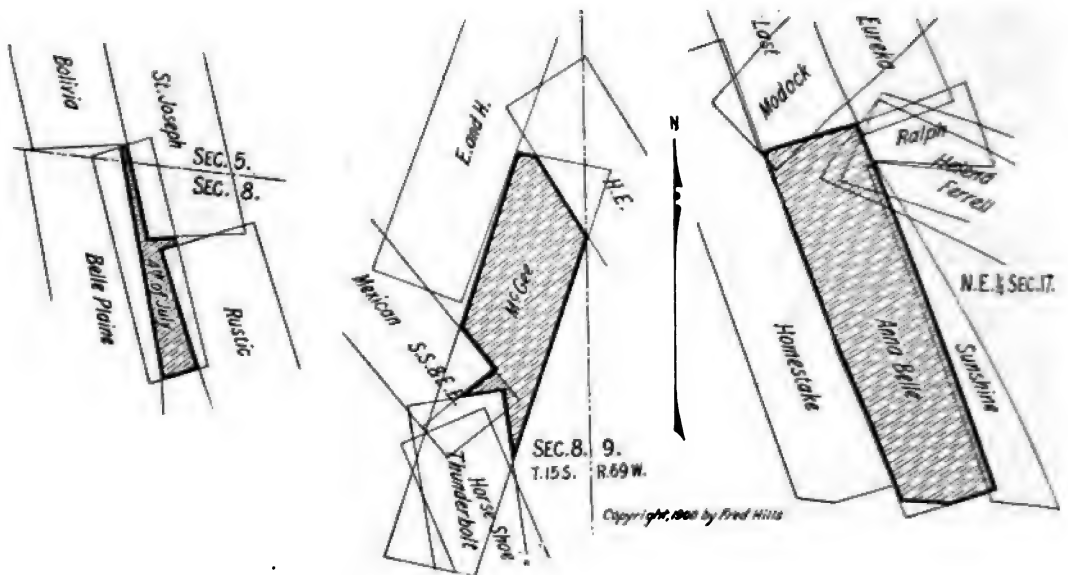 Bolivia
St. Joseph
SEC. 5.
SEC. 8.
Belle Plaine
4th of July
Rustic
E. and H.
H.E.
McGee
Mexican
S.S.&E.B.
Thunderbolt
Horse Shoe
SEC. 8. 9.
T. 15 S. R. 69 W.
N
Last
Modock
Eureka
Ralph
Ferrell
N.E. ¼ SEC. 17.
Homestake
Anna Belle
Sunshine
Copyright, 1900 by Fred Hills